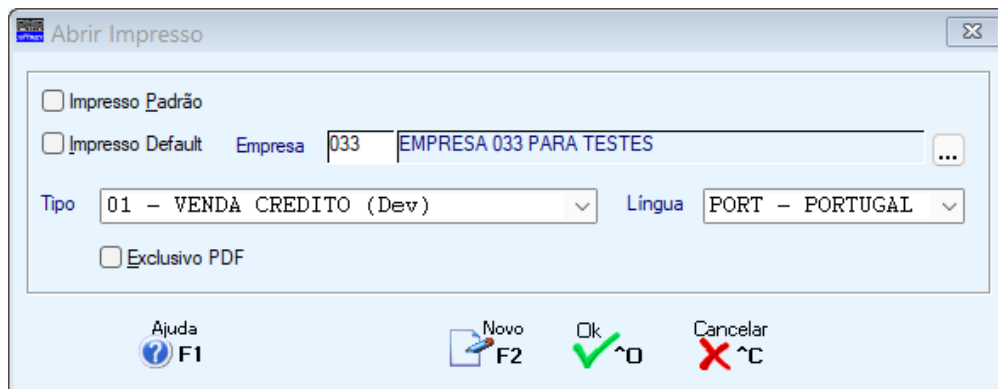 Abrir Impresso
Impresso Padrão
Impresso Default Empresa 033 EMPRESA 033 PARA TESTES ...
Tipo 01 - VENDA CREDITO (Dev) Língua PORT - PORTUGAL
Exclusivo PDF
Ajuda Novo Ok Cancelar
F1 F2 ^O ^C